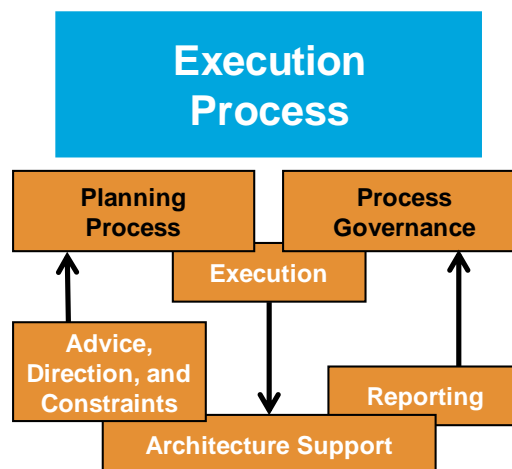 Execution
Process
Planning
Process
Process
Governance
Execution
Advice,
Direction, and
Constraints
Reporting
Architecture Support